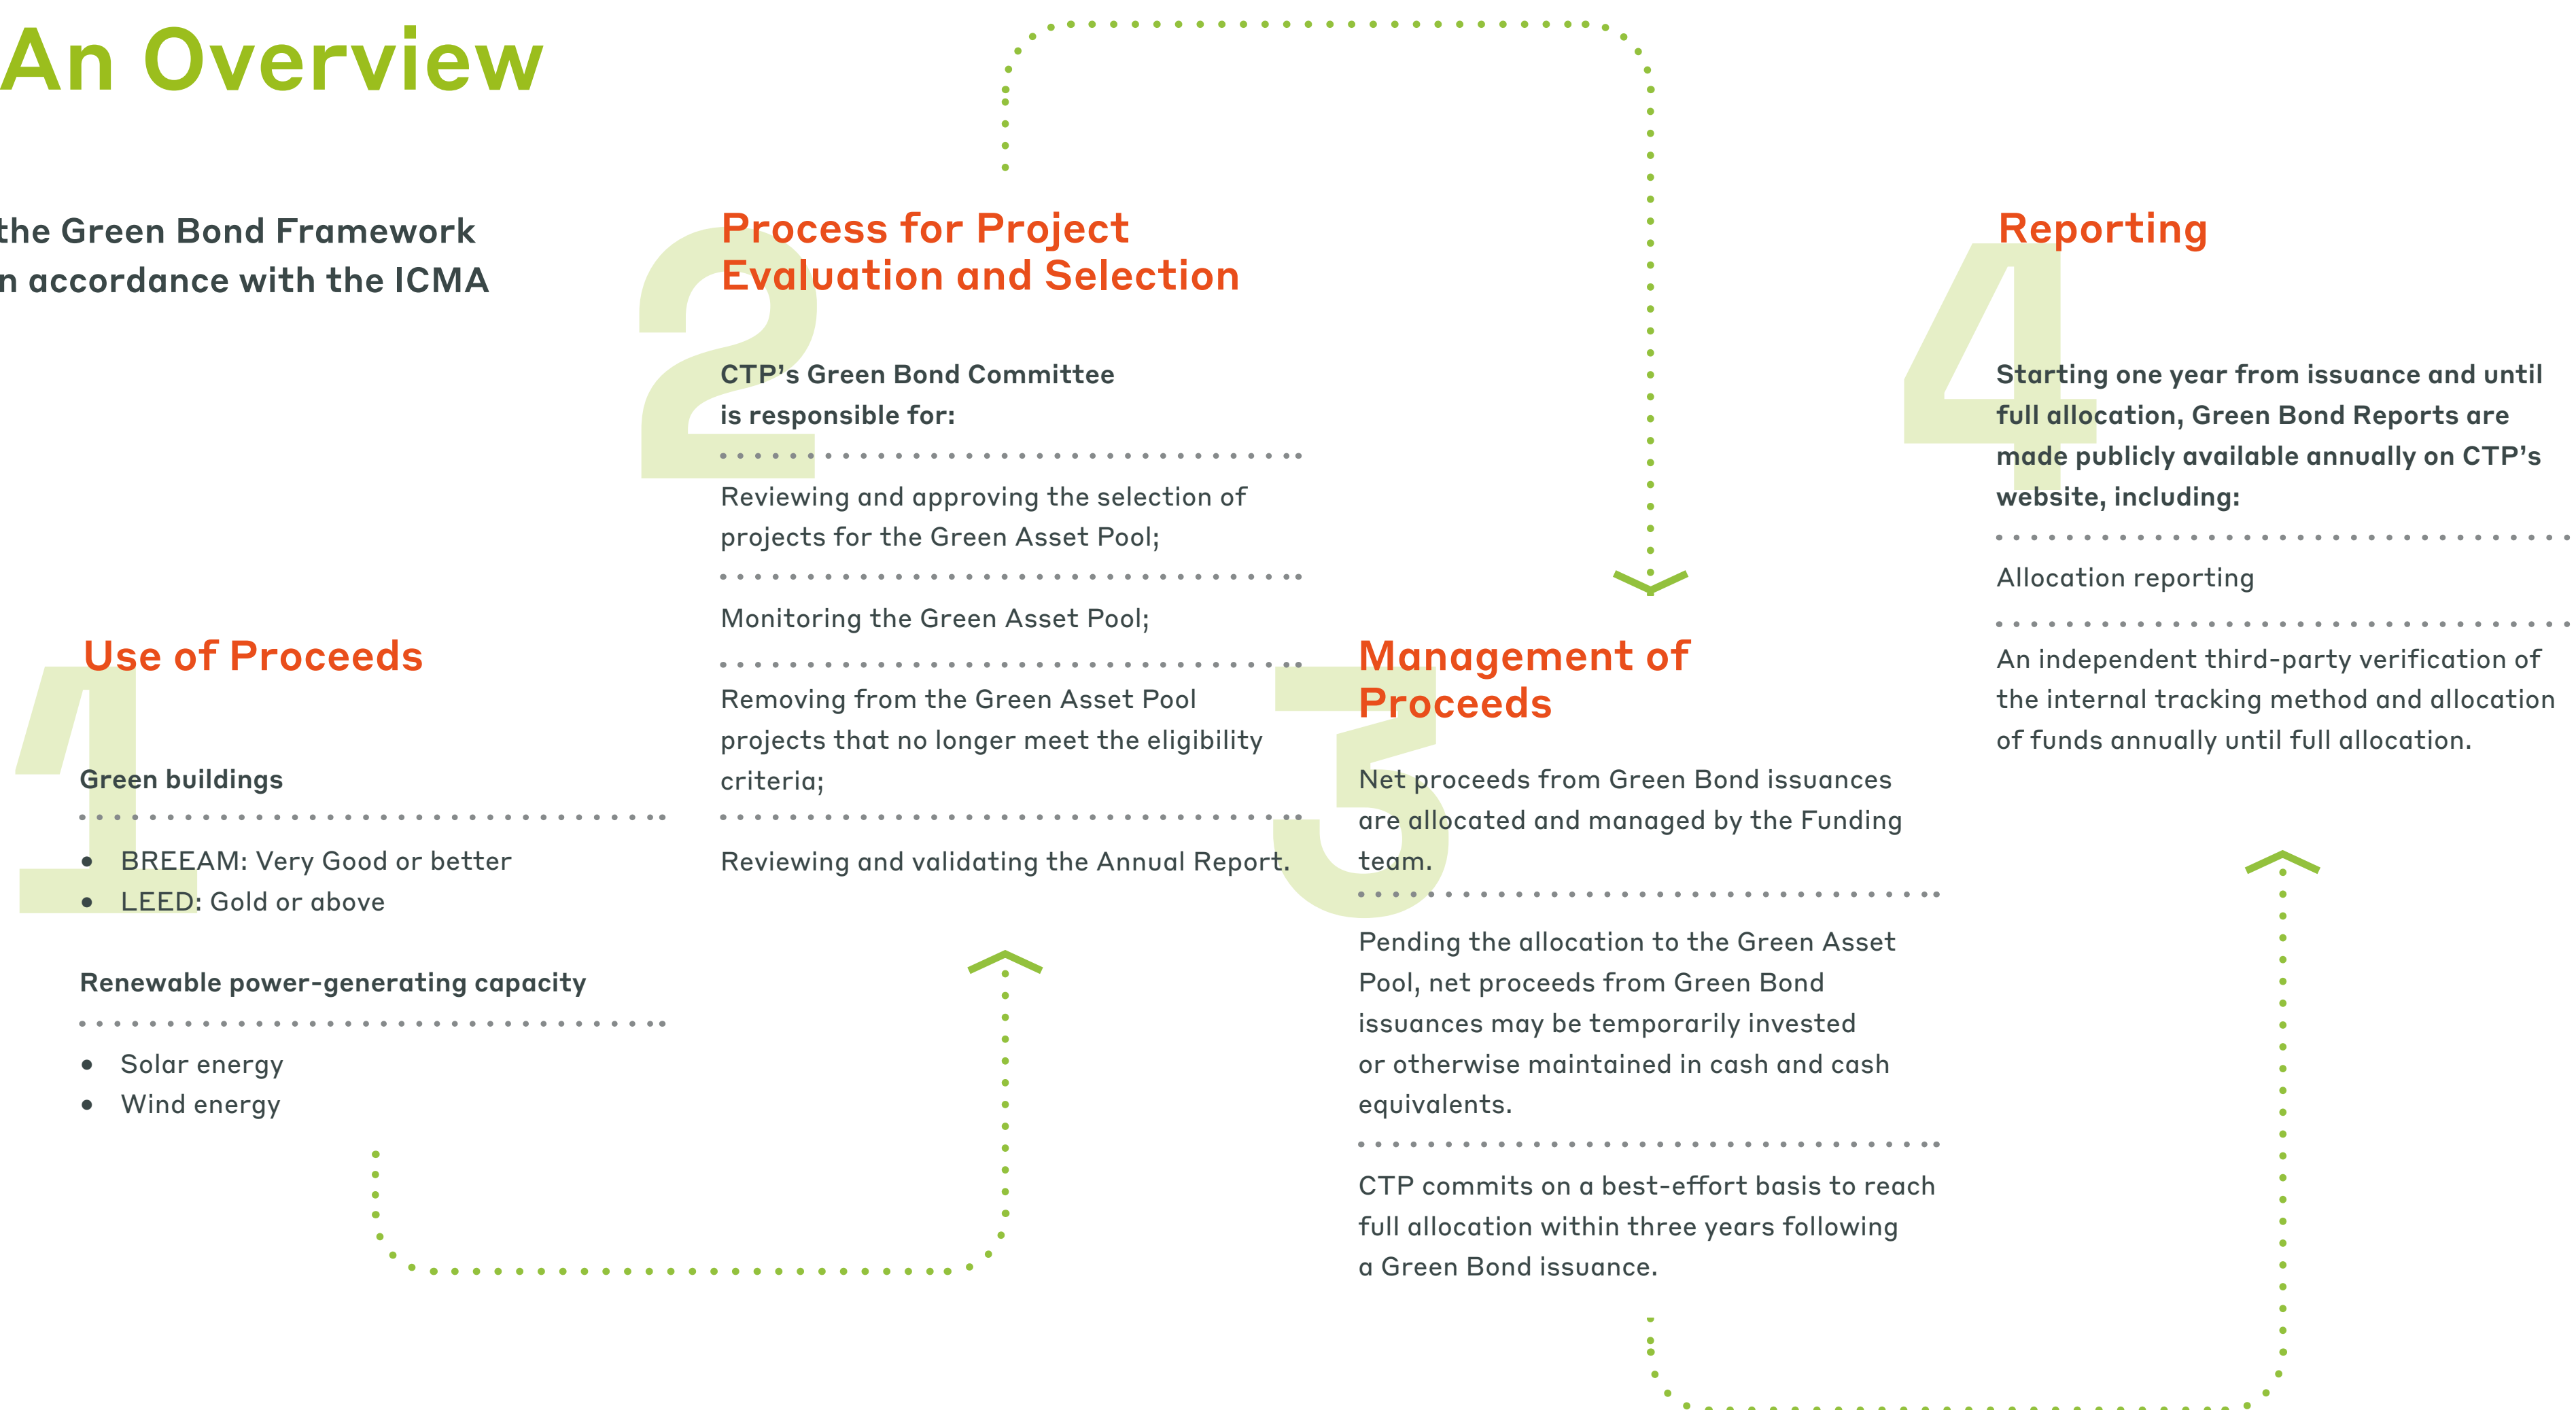 An Overview
the Green Bond Framework
n accordance with the ICMA
1
Use of Proceeds
Green buildings
• BREEAM: Very Good or better
• LEED: Gold or above
Renewable power-generating capacity
• Solar energy
• Wind energy
2
Process for Project
Evaluation and Selection
CTP’s Green Bond Committee
is responsible for:
Reviewing and approving the selection of
projects for the Green Asset Pool;
Monitoring the Green Asset Pool;
Removing from the Green Asset Pool
projects that no longer meet the eligibility
criteria;
Reviewing and validating the Annual Report.
3
Management of
Proceeds
Net proceeds from Green Bond issuances
are allocated and managed by the Funding
team.
Pending the allocation to the Green Asset
Pool, net proceeds from Green Bond
issuances may be temporarily invested
or otherwise maintained in cash and cash
equivalents.
CTP commits on a best-effort basis to reach
full allocation within three years following
a Green Bond issuance.
4
Reporting
Starting one year from issuance and until
full allocation, Green Bond Reports are
made publicly available annually on CTP’s
website, including:
Allocation reporting
An independent third-party verification of
the internal tracking method and allocation
of funds annually until full allocation.